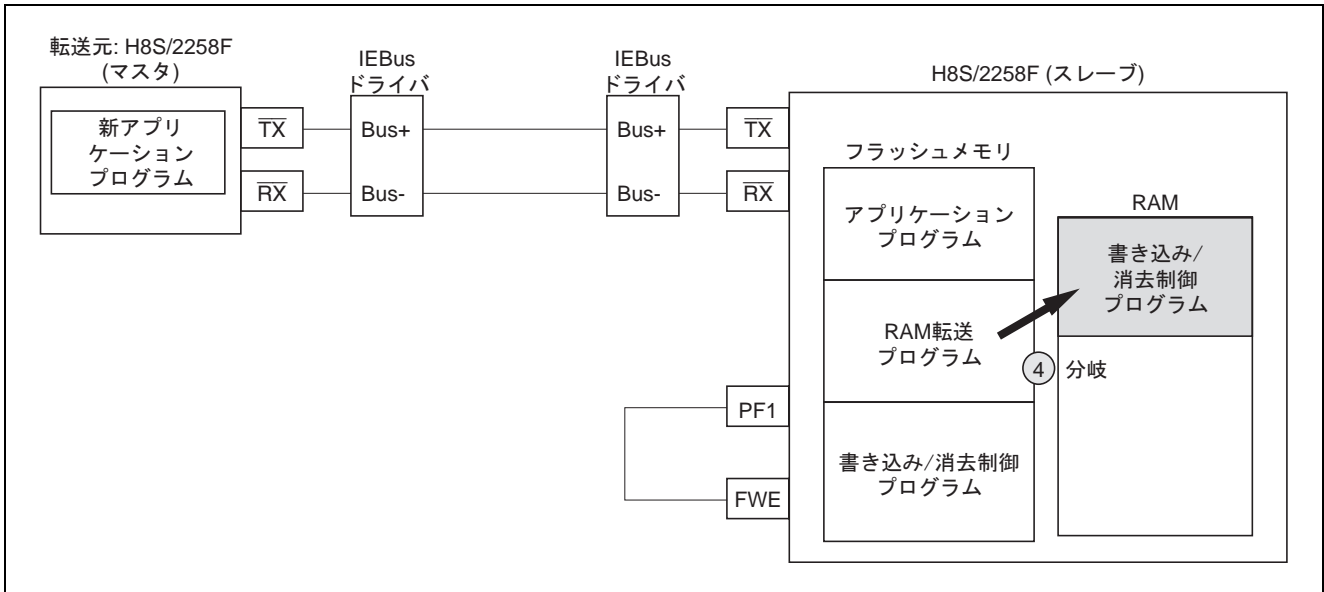 転送元: H8S/2258F
(マスタ)
新アプリ
ケーション
プログラム
TX
RX
IEBus
ドライバ
Bus+
Bus-
IEBus
ドライバ
Bus+
Bus-
TX
RX
PF1
FWE
H8S/2258F (スレーブ)
フラッシュメモリ
アプリケーション
プログラム
RAM転送
プログラム
書き込み/消去制御
プログラム
④ 分岐
RAM
書き込み/
消去制御
プログラム